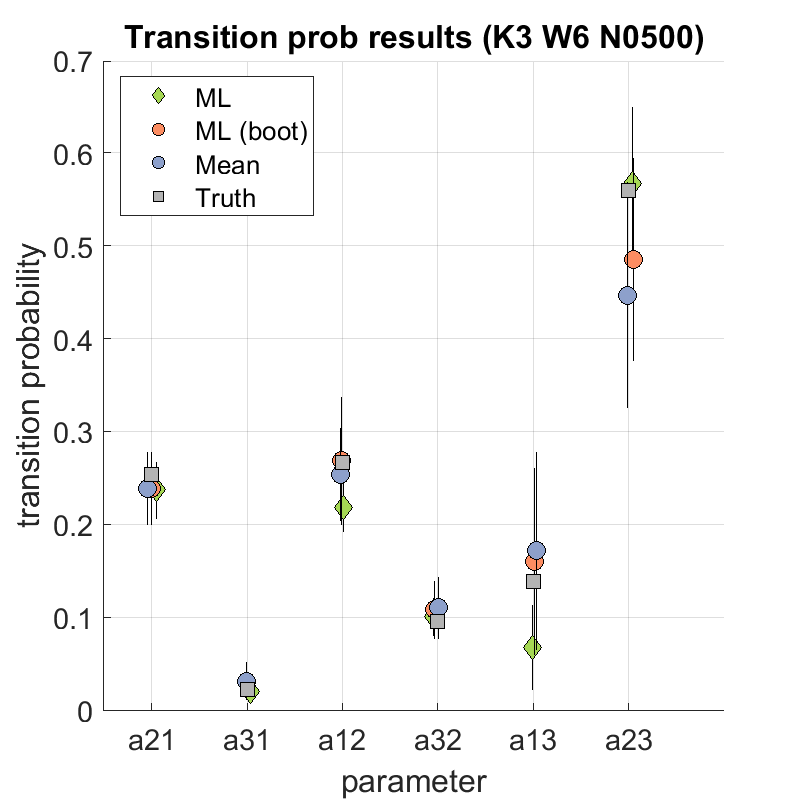 Transition prob results (K3 W6 N0500)
ML
ML (boot)
Mean
Truth
transition probability
0.7
0.6
0.5
0.4
0.3
0.2
0.1
0
a21 a31 a12 a32 a13 a23
parameter